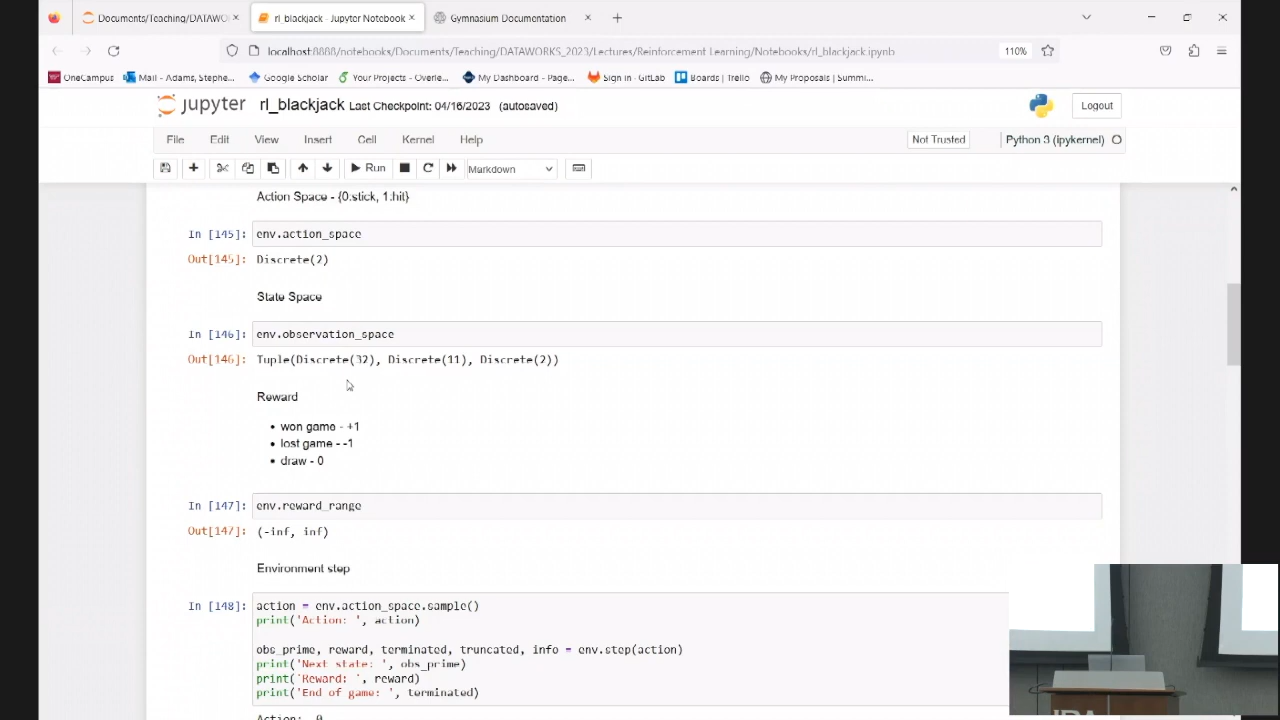 Documents/Teaching/DATAWO
rl_blackjack - Jupyter Notebook
Gymnasium Documentation
localhost:8888/notebooks/Documents/Teaching/DATAWORKS_2023/Lectures/Reinforcement Learning/Notebooks/rl_blackjack.ipynb
110%
OneCampus
Mail - Adams, Stephe...
Google Scholar
Your Projects - Overle...
My Dashboard - Page...
Sign in · GitLab
Boards | Trello
My Proposals | Summi...
jupyter rl_blackjack Last Checkpoint: 04/16/2023 (autosaved)
Logout
File Edit View Insert Cell Kernel Help
Not Trusted
Python 3 (ipykernel)
Run
Markdown
Action Space - {0:stick, 1:hit}
In [145]: env.action_space
Out[145]: Discrete(2)
State Space
In [146]: env.observation_space
Out[146]: Tuple(Discrete(32), Discrete(11), Discrete(2))
Reward
• won game - +1
• lost game - -1
• draw - 0
In [147]: env.reward_range
Out[147]: (-inf, inf)
Environment step
In [148]: action = env.action_space.sample()
print('Action: ', action)
obs_prime, reward, terminated, truncated, info = env.step(action)
print('Next state: ', obs_prime)
print('Reward: ', reward)
print('End of game: ', terminated)
Action: 0